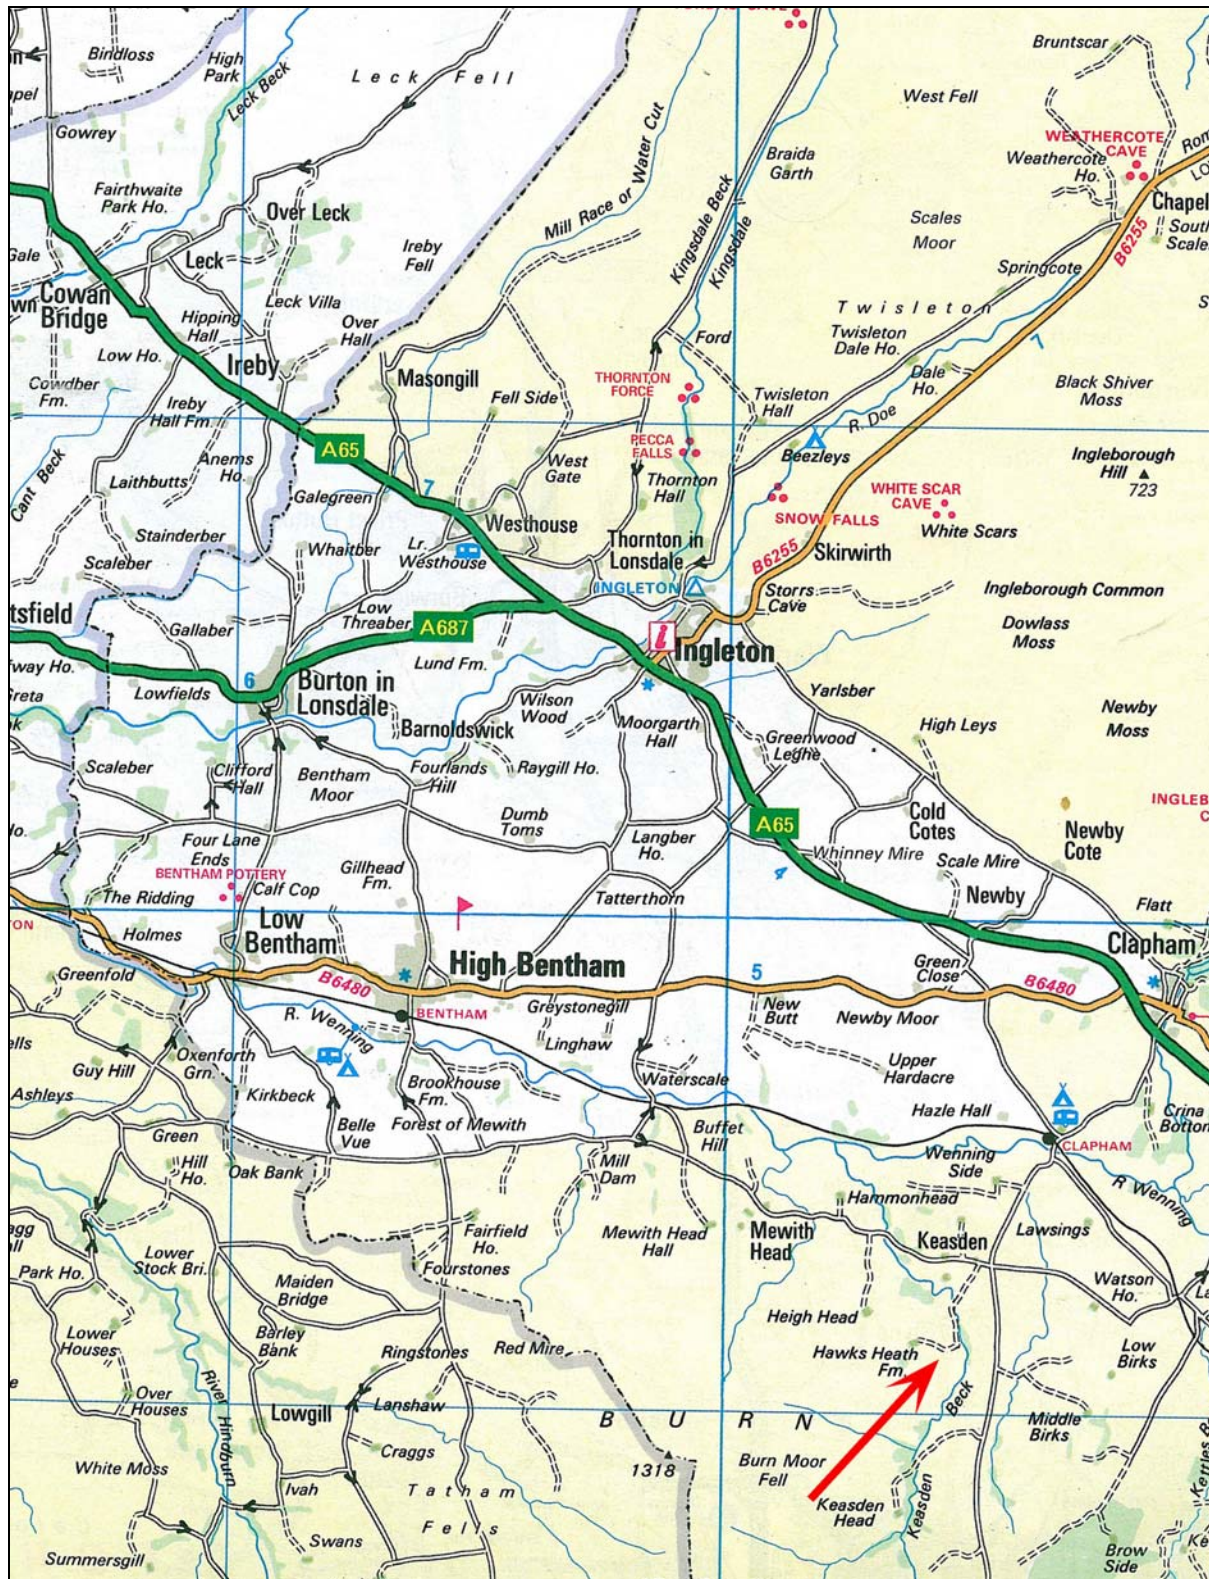 Bindloss
High
Park
Leck Beck
Leck Fell
Bruntscar
Gowrey
West Fell
WEATHERCOTE
CAVE
Weathercote
Ho.
Mill Race or Water Cut
Braida
Garth
Kingsdale Beck
Kingsdale
Fairthwaite
Park Ho.
Over Leck
Leck
Ireby
Fell
Scales
Moor
Chapel
South
Scales
B6255
Springcote
Gale
Cowan
Bridge
Leck Villa
Hipping
Hall
Over
Hall
Low Ho.
Ireby
Ford
Twisleton
Twisleton
Dale Ho.
7
Cowdber
Fm.
Masongill
THORNTON
FORCE
Dale
Ho.
Black Shiver
Moss
Fell Side
Twisleton
Hall
Ireby
Hall Fm.
R. Doe
A65
PECCA
FALLS
Beezleys
Ingleborough
Hill
723
Cant Beck
Anems
Ho.
West
Gate
Laithbutts
Galegreen
7
Thornton
Hall
WHITE SCAR
CAVE
SNOW FALLS
White Scars
Stainderber
Westhouse
Whaitber
Lr.
Westhouse
Thornton in
Lonsdale
B6255
Skirwirth
Scaleber
INGLETON
Storrs
Cave
Ingleborough Common
tsfield
Low
Threaber
Gallaber
A687
i
Ingleton
Dowlass
Moss
fway Ho.
Lund Fm.
Greta
Lowfields
6
Burton in
Lonsdale
Wilson
Wood
Yarlsber
Barnoldswick
Moorgarth
Hall
High Leys
Newby
Moss
Greenwood
Leghe
Scaleber
Clifford
Hall
Bentham
Moor
Fourlands
Hill
Raygill Ho.
INGLEB
Dumb
Toms
A65
Cold
Cotes
Newby
Cote
Four Lane
Ends
Langber
Ho.
Whinney Mire
Scale Mire
BENTHAM POTTERY
Gillhead
Fm.
4
Calf Cop
The Ridding
Tatterthorn
Newby
Flatt
TON
Holmes
Low
Bentham
Clapham
Greenfold
High Bentham
Green
Close
B6480
5
B6480
BENTHAM
Greystonegill
New
Butt
Newby Moor
R. Wenning
Linghaw
ells
Guy Hill
Oxenforth
Grn.
Upper
Hardacre
Ashleys
Kirkbeck
Brookhouse
Fm.
Waterscale
Hazle Hall
Crina
Botton
Green
Belle
Vue
Forest of Mewith
Buffet
Hill
CLAPHAM
Hill
Ho.
Oak Bank
Mill
Dam
Wenning
Side
R Wenning
Hammonhead
Fairfield
Ho.
Mewith Head
Hall
Mewith
Head
Keasden
Lawsings
Lower
Stock Bri.
Park Ho.
Fourstones
Maiden
Bridge
Watson
Ho.
Heigh Head
Lower
Houses
Barley
Bank
Ringstones
Red Mire
Hawks Heath
Fm.
Low
Birks
Over
Houses
River Hindburn
Lanshaw
Beck
Lowgill
BURN
Middle
Birks
Craggs
White Moss
1318
Burn Moor
Fell
Ivah
Tatham
Fells
Keasden
Head
Keasden
Swans
Summersgill
Brow
Side